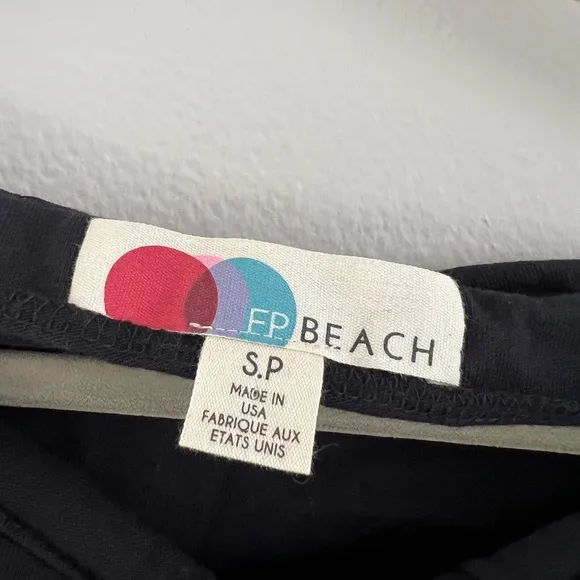 FP BEACH
S.P
MADE IN
USA
FABRIQUE AUX
ETATS UNIS